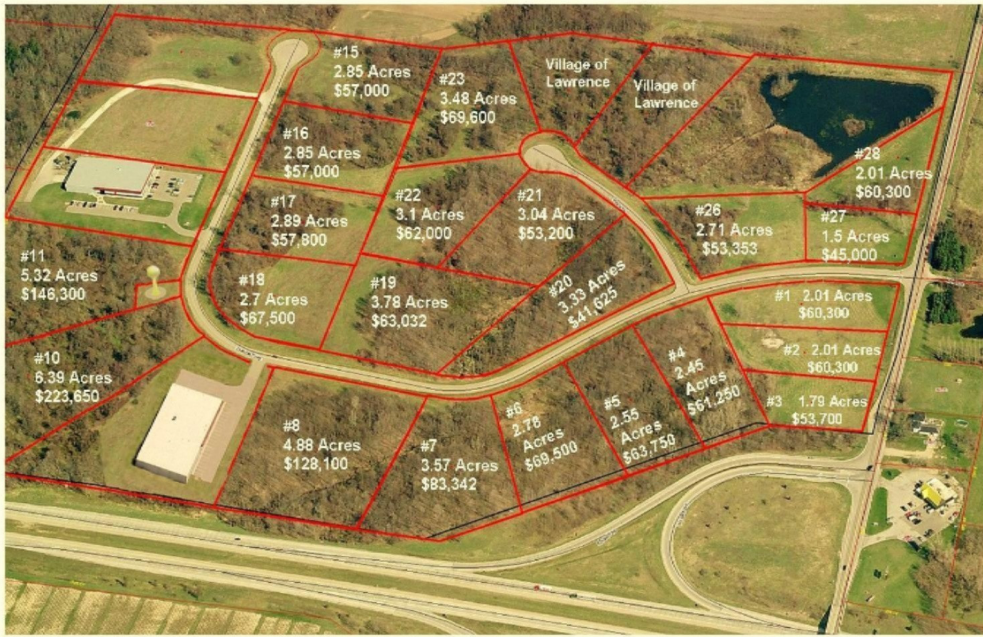 #15
2.85 Acres
$57,000
#23
3.48 Acres
$69,600
Village of
Lawrence
Village of
Lawrence
#16
2.85 Acres
$57,000
#28
2.01 Acres
$60,300
#17
2.89 Acres
$57,800
#22
3.1 Acres
$62,000
#21
3.04 Acres
$53,200
#26
2.71 Acres
$53,353
#27
1.5 Acres
$45,000
#11
5.32 Acres
$146,300
#18
2.7 Acres
$67,500
#19
3.78 Acres
$63,032
#20
3.33 Acres
$41,625
#1 2.01 Acres
$60,300
#2 2.01 Acres
$60,300
#3 1.79 Acres
$53,700
#10
6.39 Acres
$223,650
#8
4.88 Acres
$128,100
#7
3.57 Acres
$83,342
#6
2.78
Acres
$69,500
#5
2.55
Acres
$63,750
#4
2.45
Acres
$61,250